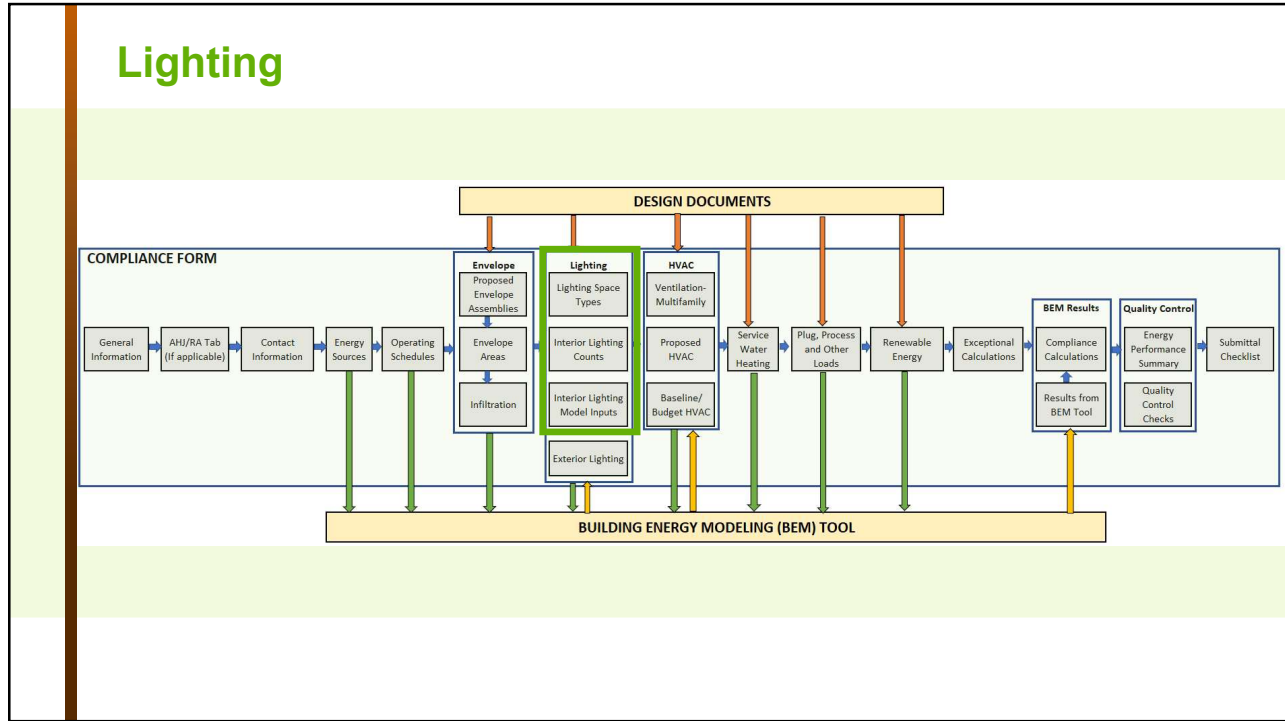 Lighting
DESIGN DOCUMENTS
COMPLIANCE FORM
General
Information
AHJ/RA Tab
(If applicable)
Contact
Information
Energy
Sources
Operating
Schedules
Envelope
Proposed
Envelope
Assemblies
Envelope
Areas
Infiltration
Lighting
Lighting Space
Types
Interior Lighting
Counts
Interior Lighting
Model Inputs
Exterior Lighting
HVAC
Ventilation-
Multifamily
Proposed
HVAC
Baseline/
Budget HVAC
Service
Water
Heating
Plug, Process
and Other
Loads
Renewable
Energy
Exceptional
Calculations
BEM Results
Compliance
Calculations
Results from
BEM Tool
Quality Control
Energy
Performance
Summary
Quality
Control
Checks
Submittal
Checklist
BUILDING ENERGY MODELING (BEM) TOOL